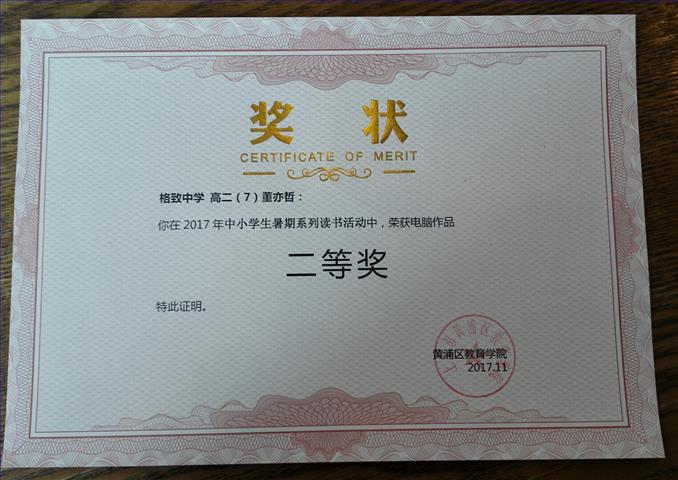 奖 状
CERTIFICATE OF MERIT
格致中学 高二（7）董亦哲：
你在 2017 年中小学生暑期系列读书活动中，荣获电脑作品
二等奖
特此证明。
黄浦区教育学院
2017.11